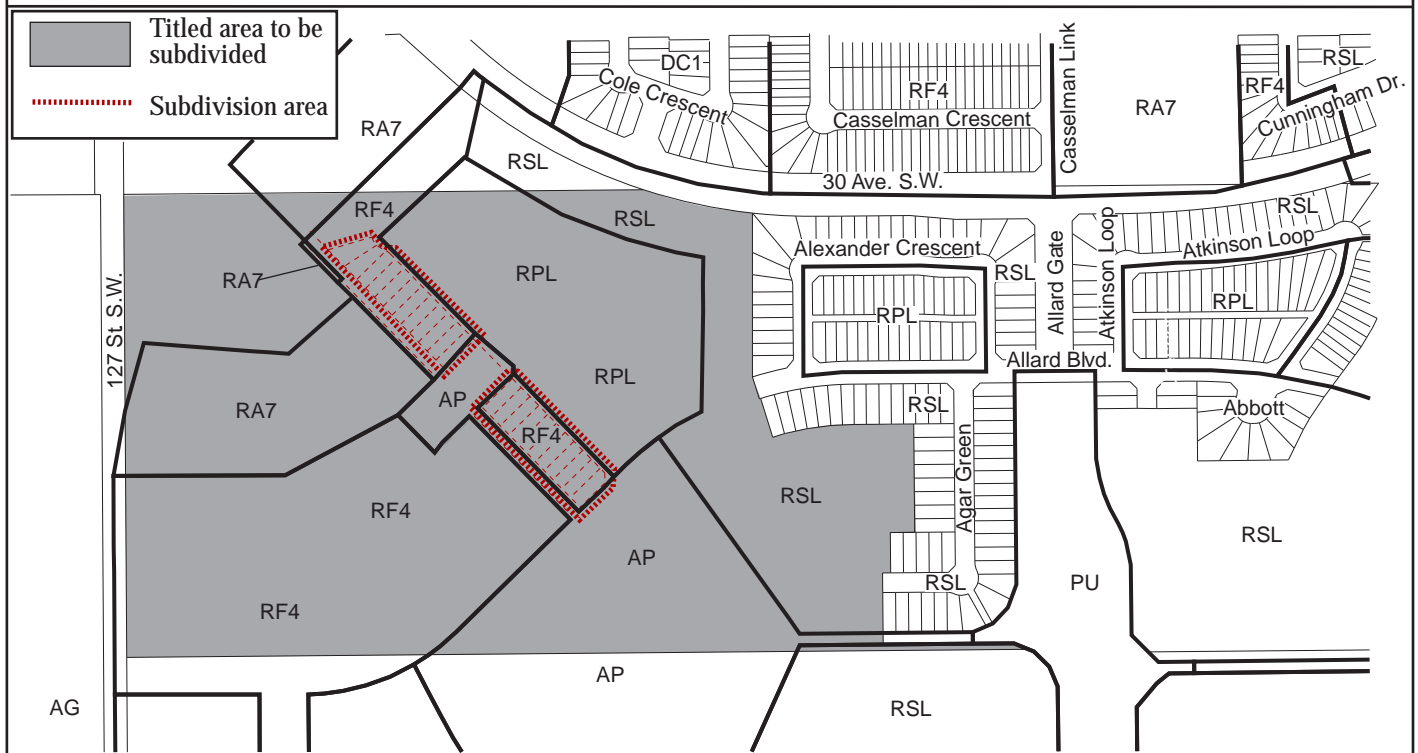 Titled area to be
subdivided
Subdivision area
DC1
RSL
RF4
RF4
Cole Crescent
Casselman Crescent
Casselman Link
RA7
Cunningham Dr.
RA7
RSL
30 Ave. S.W.
RF4
RSL
RSL
Alexander Crescent
Allard Gate
Atkinson Loop
Atkinson Loop
RA7
RPL
RSL
RPL
RPL
127 St S.W.
Allard Blvd.
RPL
RA7
AP
RSL
Abbott
RF4
Agar Green
RSL
RF4
RSL
AP
RF4
RSL
PU
AP
AG
RSL